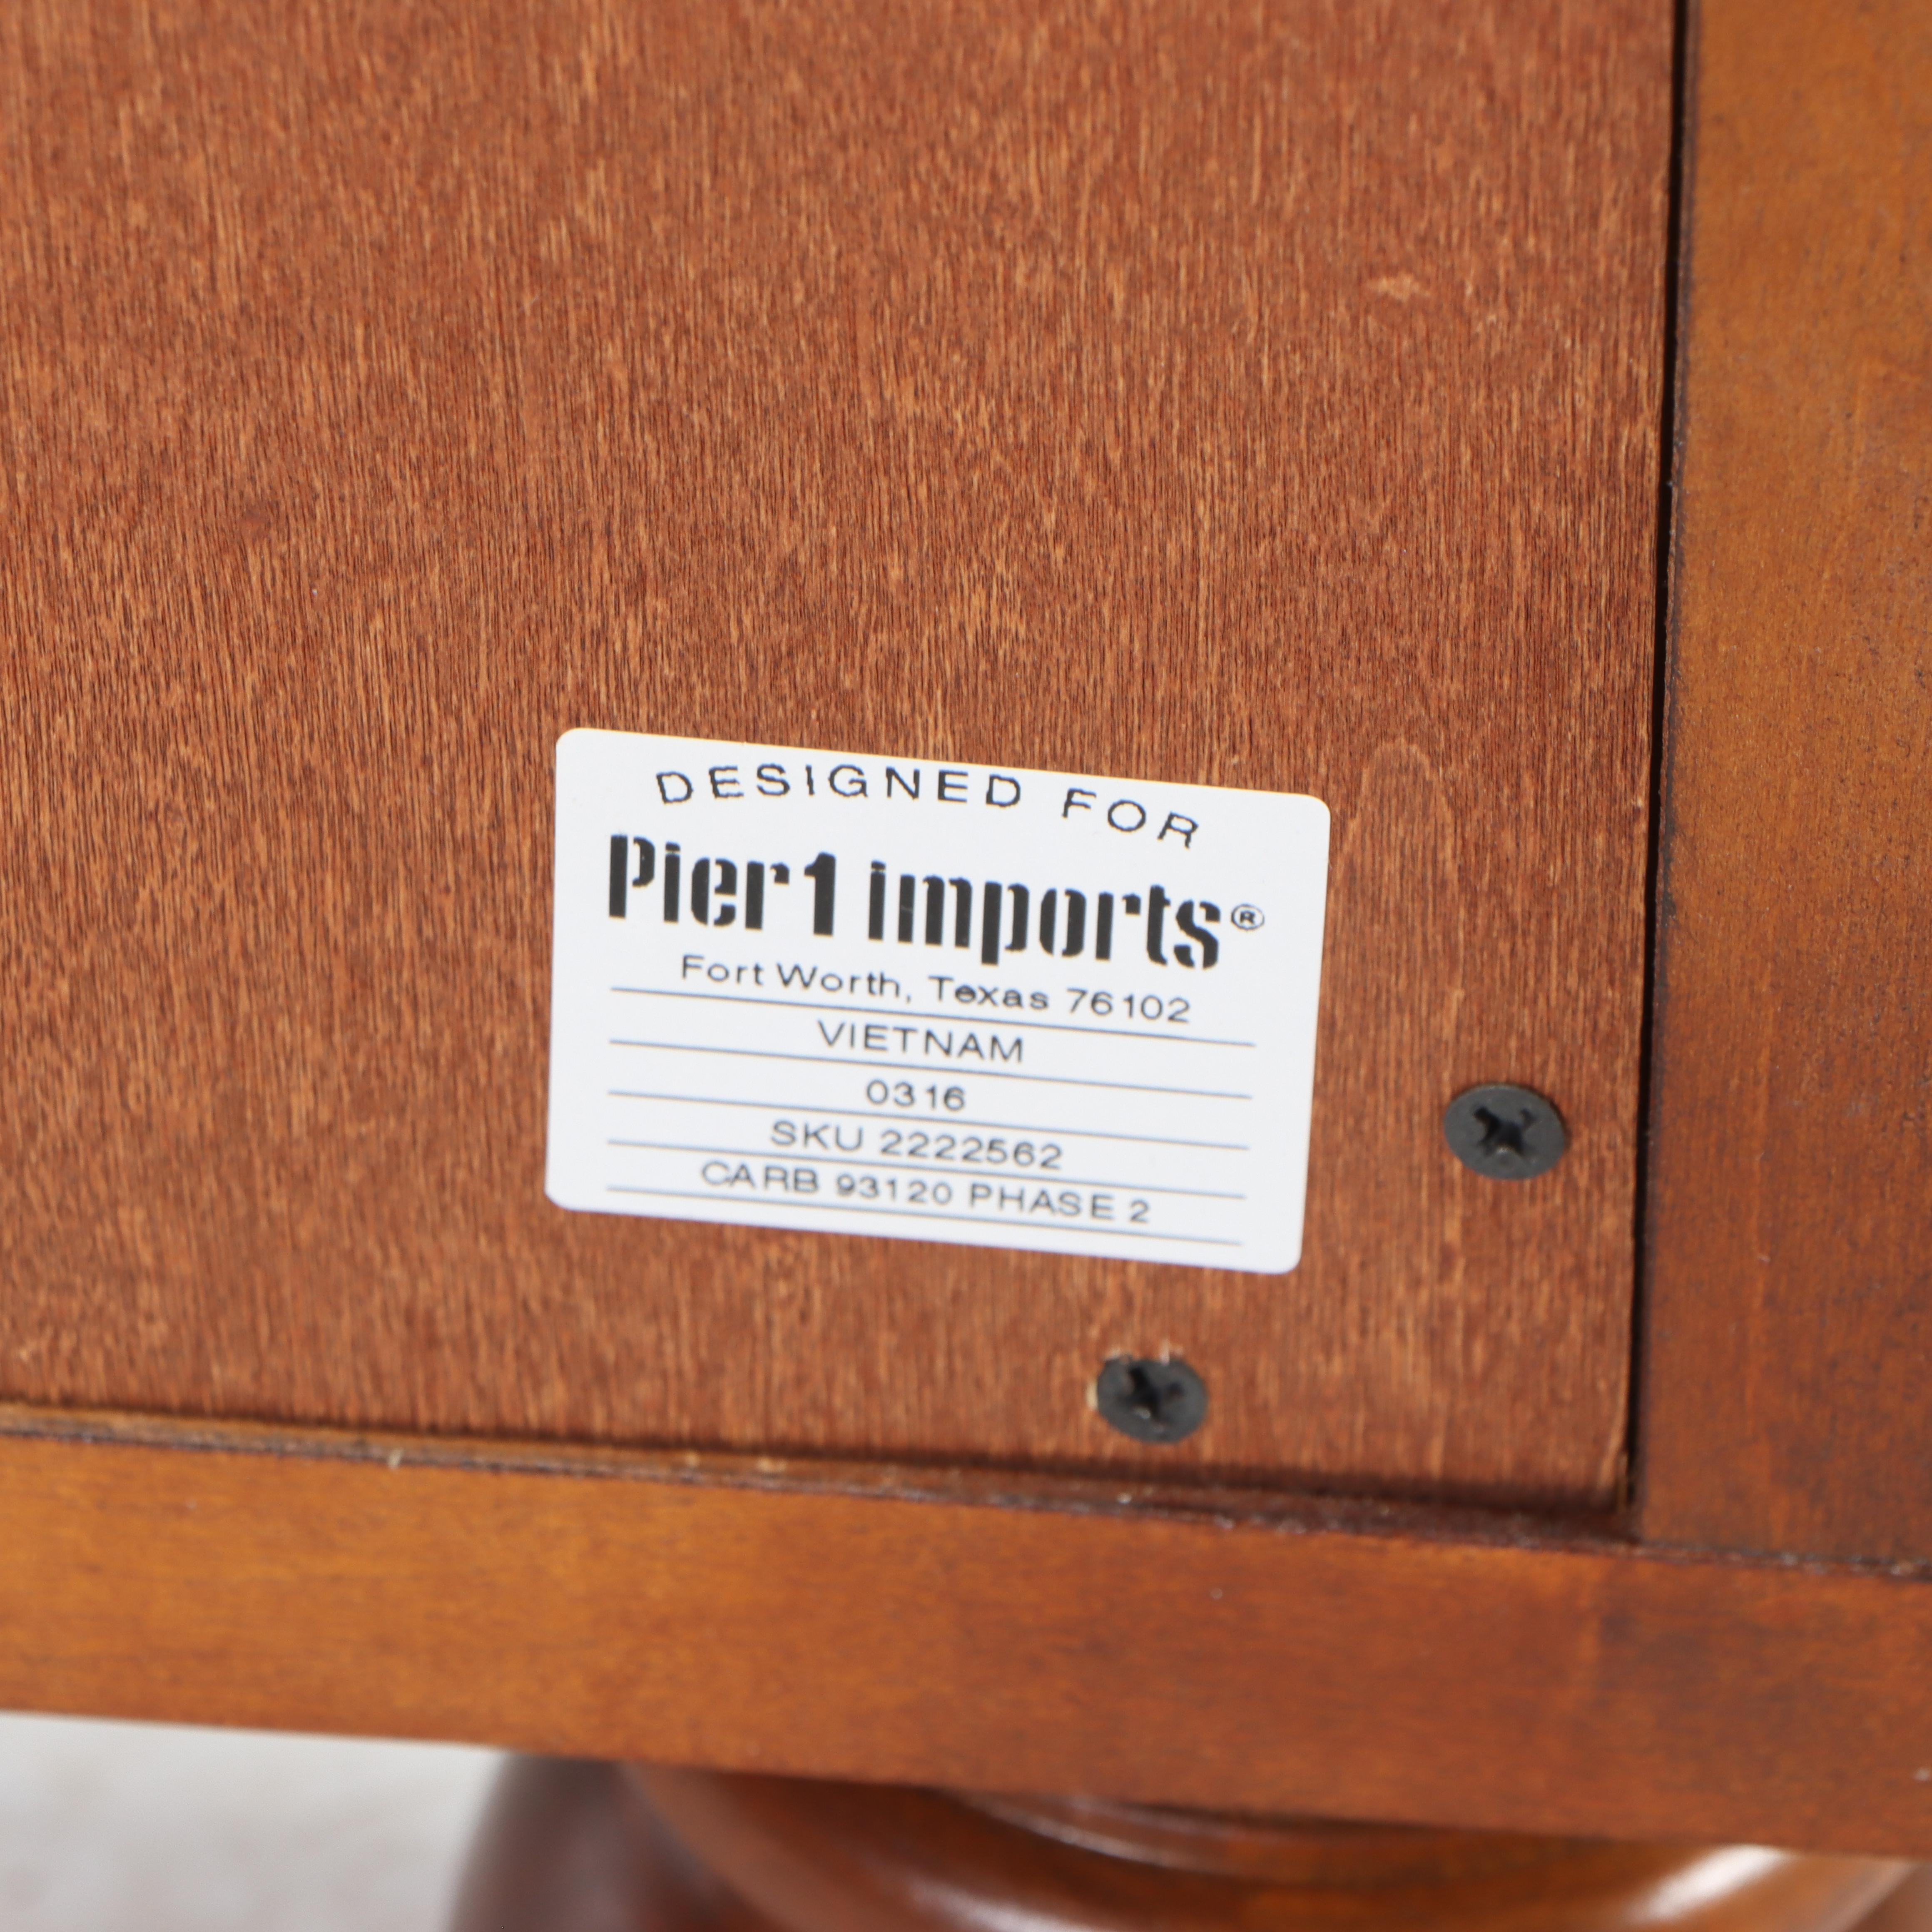 DESIGNED FOR
Pier 1 imports®
Fort Worth, Texas 76102
VIETNAM
0316
SKU 2222562
CARB 93120 PHASE 2